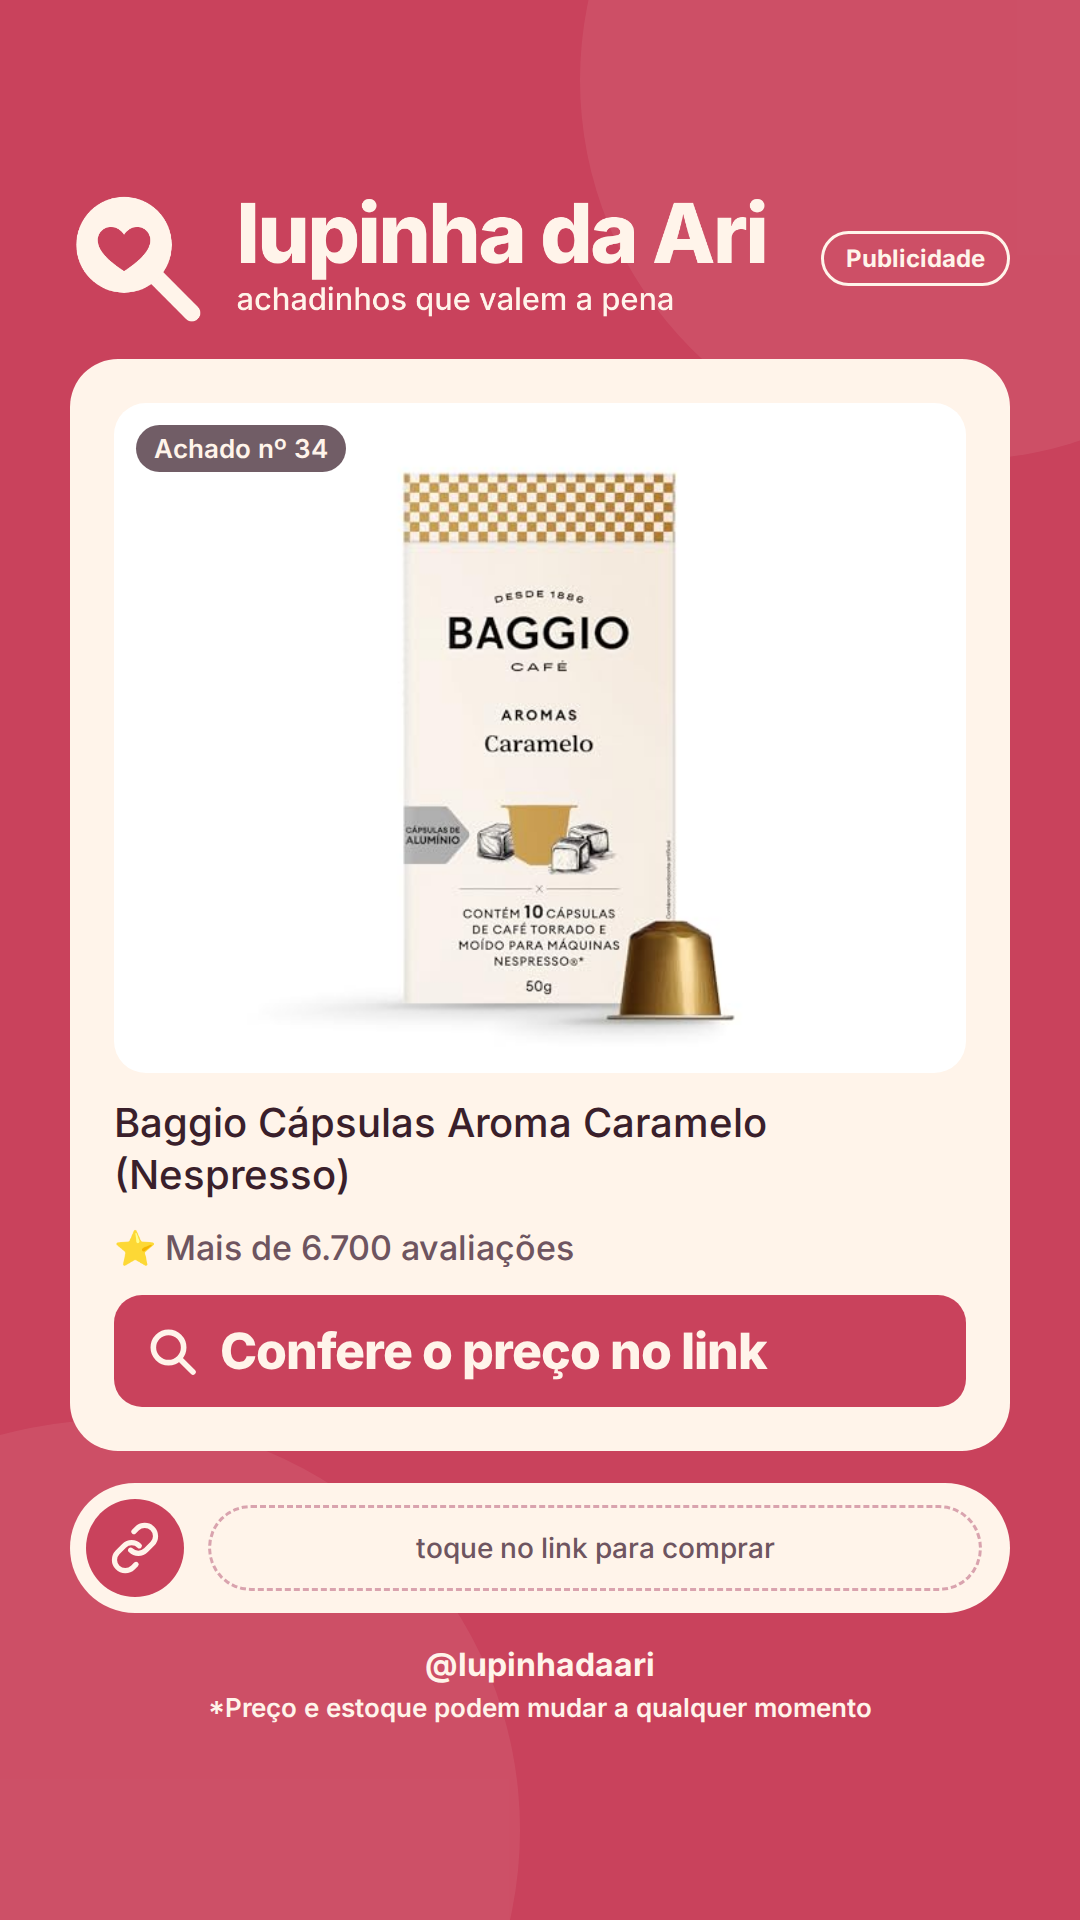 lupinha da Ari
achadinhos que valem a pena
Publicidade
Achado nº 34
DESDE 1886
BAGGIO
CAFÉ
AROMAS
Caramelo
CÁPSULAS DE
ALUMÍNIO
CONTÉM 10 CÁPSULAS
DE CAFÉ TORRADO E
MOÍDO PARA MÁQUINAS
NESPRESSO®*
50g
Baggio Cápsulas Aroma Caramelo
(Nespresso)
⭐ Mais de 6.700 avaliações
Confere o preço no link
toque no link para comprar
@lupinhadaari
*Preço e estoque podem mudar a qualquer momento